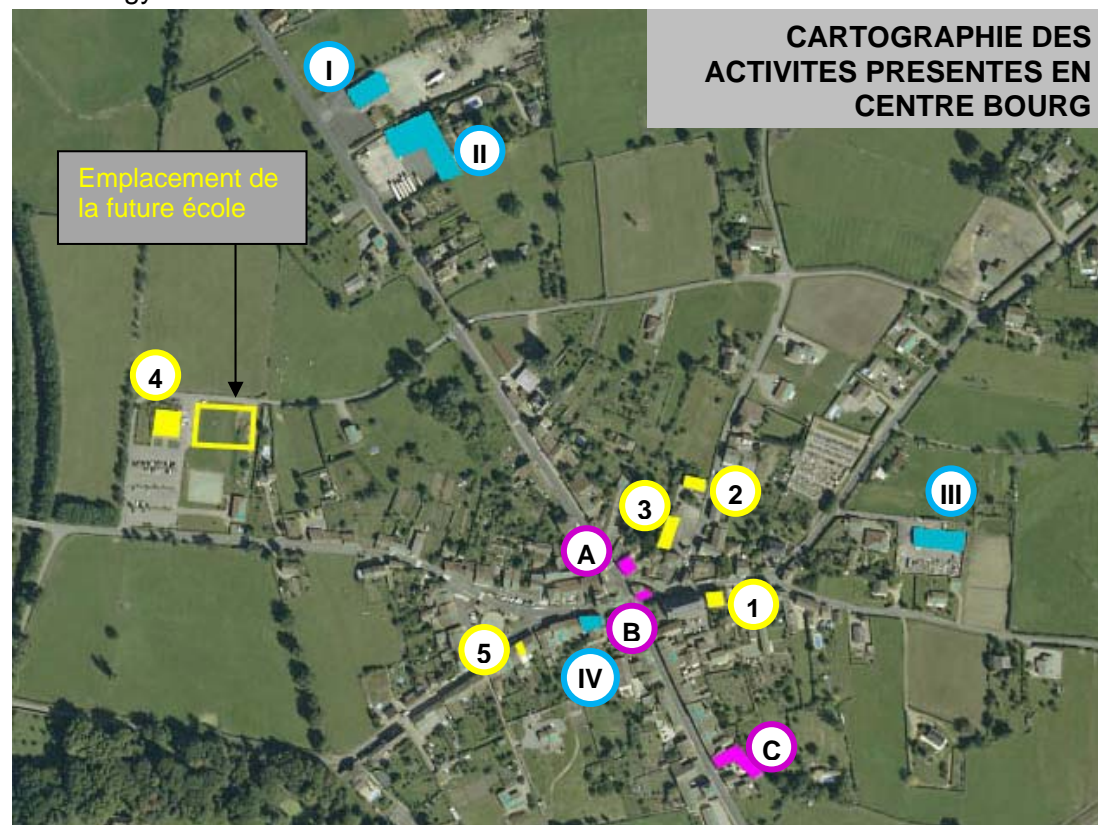 CARTOGRAPHIE DES
ACTIVITES PRESENTES EN
CENTRE BOURG
I
II
Emplacement de
la future école
4
III
2
3
A
1
B
5
IV
C